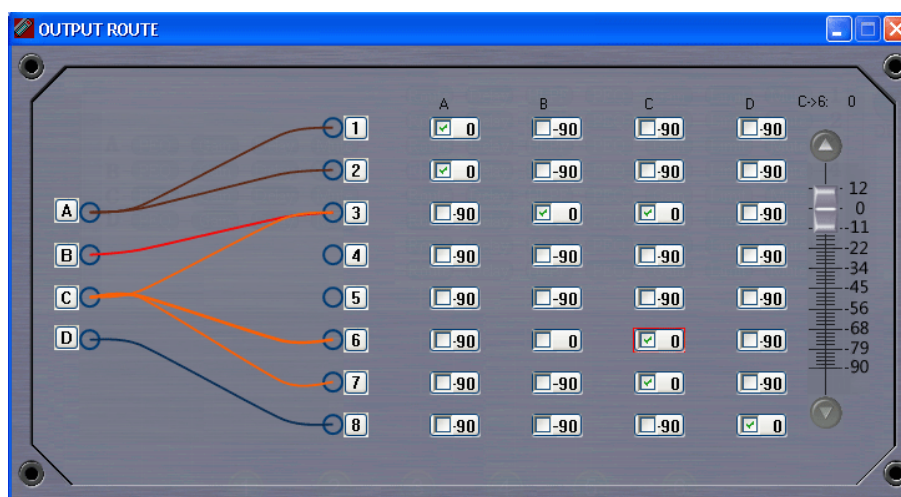 OUTPUT ROUTE
A B C D C->6: 0
1 0 -90 -90 -90
2 0 -90 -90 -90
12
A 3 -90 0 0 -90 0
-11
B 4 -90 -90 -90 -90 -22
-34
C 5 -90 -90 -90 -90 -45
-56
D 6 -90 0 0 -90 -68
-79
7 -90 -90 0 -90 -90
8 -90 -90 -90 0